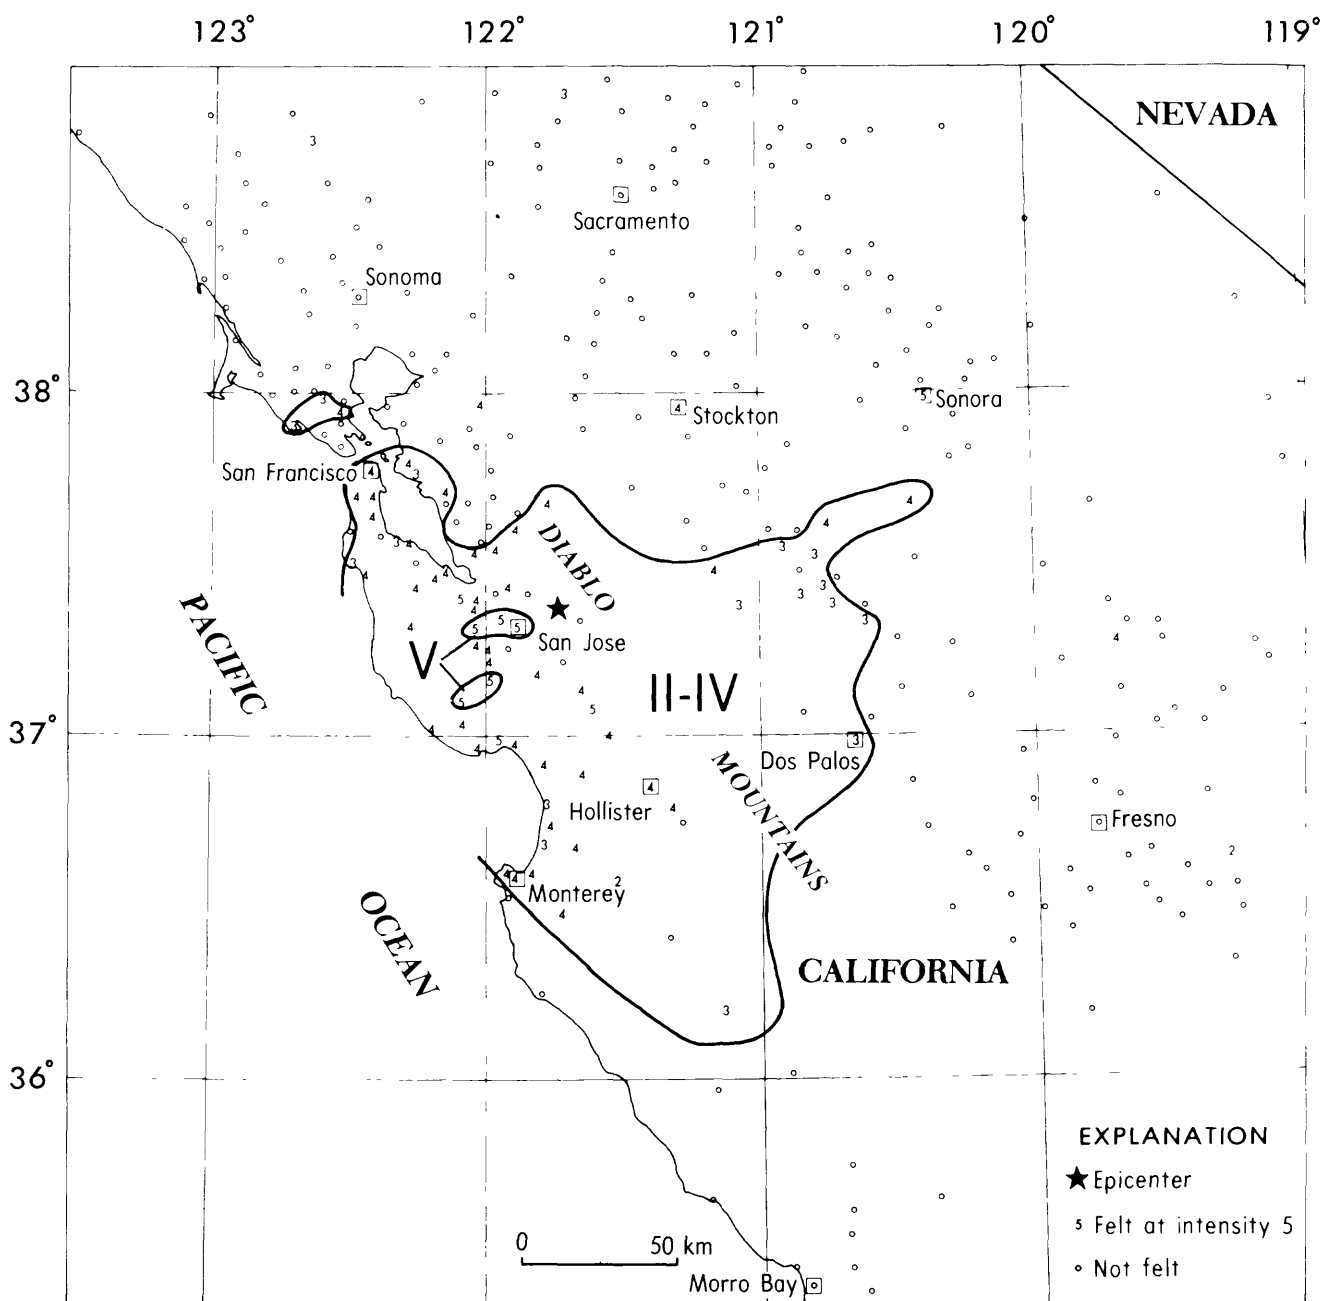 123° 122° 121° 120° 119°
NEVADA
Sacramento
Sonoma
38°
Sonora
Stockton
San Francisco
DIABLO
PACIFIC
San Jose
V
II-IV
37°
Dos Palos
MOUNTAINS
Hollister
Fresno
Monterey
OCEAN
CALIFORNIA
36°
EXPLANATION
Epicenter
5 Felt at intensity 5
Not felt
0 50 km
Morro Bay